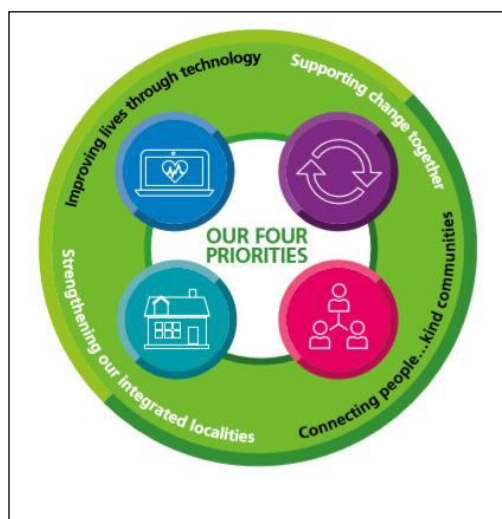 Improving lives through technology
Supporting change together
OUR FOUR
PRIORITIES
Strengthening our integrated localities
Connecting people...kind communities